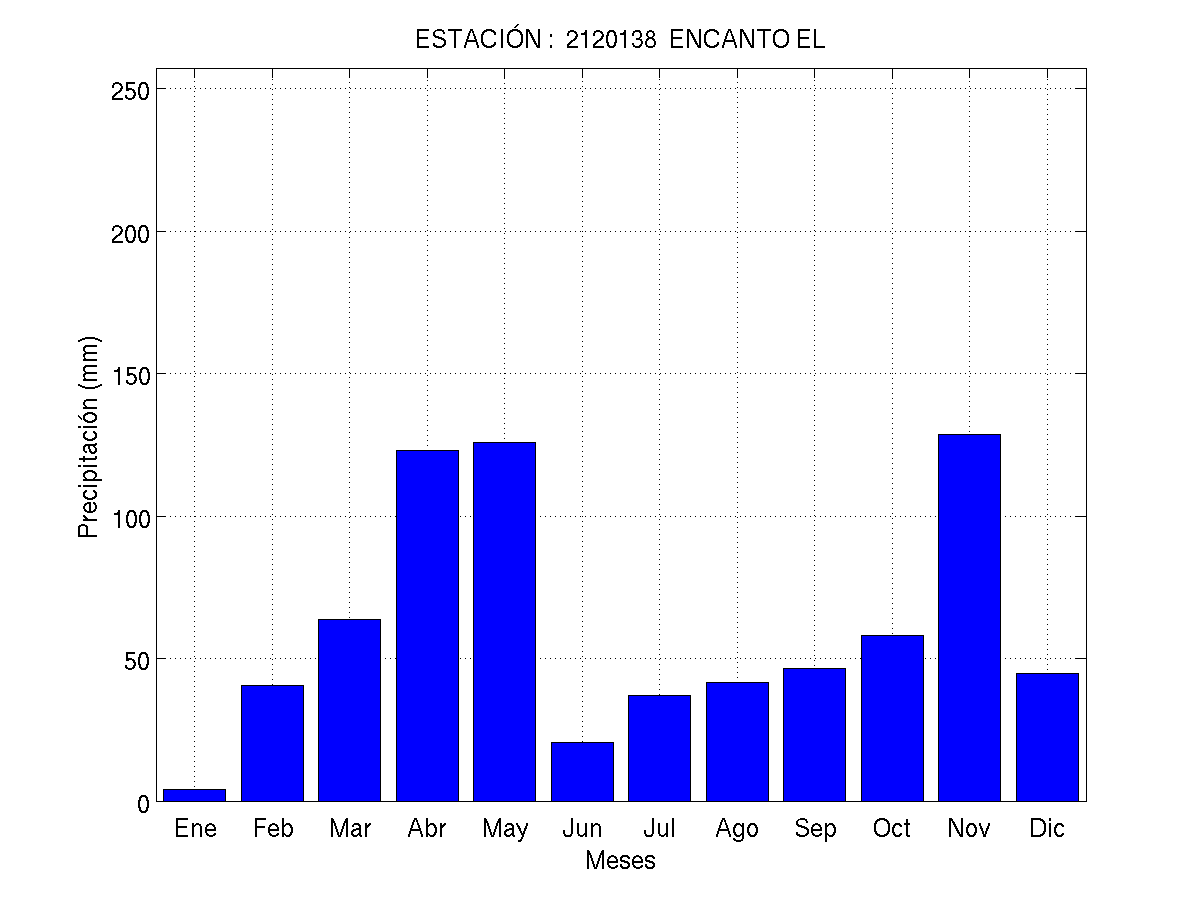 ESTACIÓN :  2120138  ENCANTO EL
250
200
150
100
50
0
Precipitación (mm)
Ene Feb Mar Abr May Jun Jul Ago Sep Oct Nov Dic
Meses